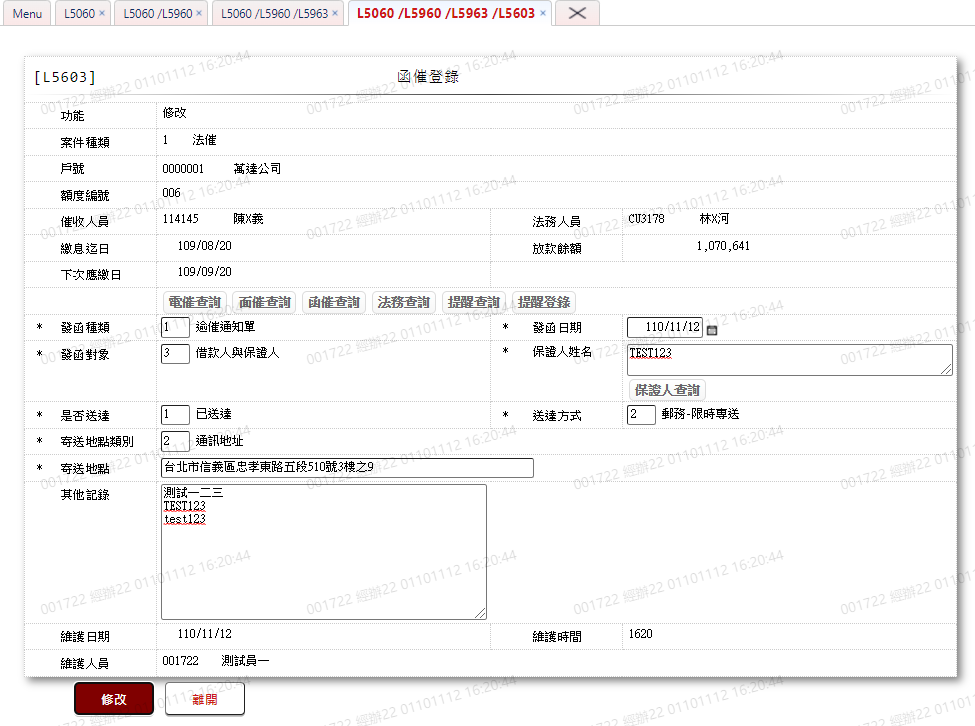 Menu L5060 × L5060 /L5960 × L5060 /L5960 /L5963 × L5060 /L5960 /L5963 /L5603 ×
[L5603] 函催登錄
功能 修改
案件種類 1 法催
戶號 0000001 萬達公司
額度編號 006
催收人員 114145 陳X義 法務人員 CU3178 林X河
繳息迄日 109/08/20 放款餘額 1,070,641
下次應繳日 109/09/20
電催查詢 面催查詢 函催查詢 法務查詢 提醒查詢 提醒登錄
* 發函種類 1 逾催通知單 * 發函日期 110/11/12
* 發函對象 3 借款人與保證人 * 保證人姓名 TEST123
保證人查詢
* 是否送達 1 已送達 * 送達方式 2 郵務-限時專送
* 寄送地點類別 2 通訊地址
* 寄送地點 台北市信義區忠孝東路五段510號3樓之9
其他記錄 測試一二三
TEST123
test123
維護日期 110/11/12 維護時間 1620
維護人員 001722 測試員一
修改 離開
001722 經辦22 01101112 16:20:44